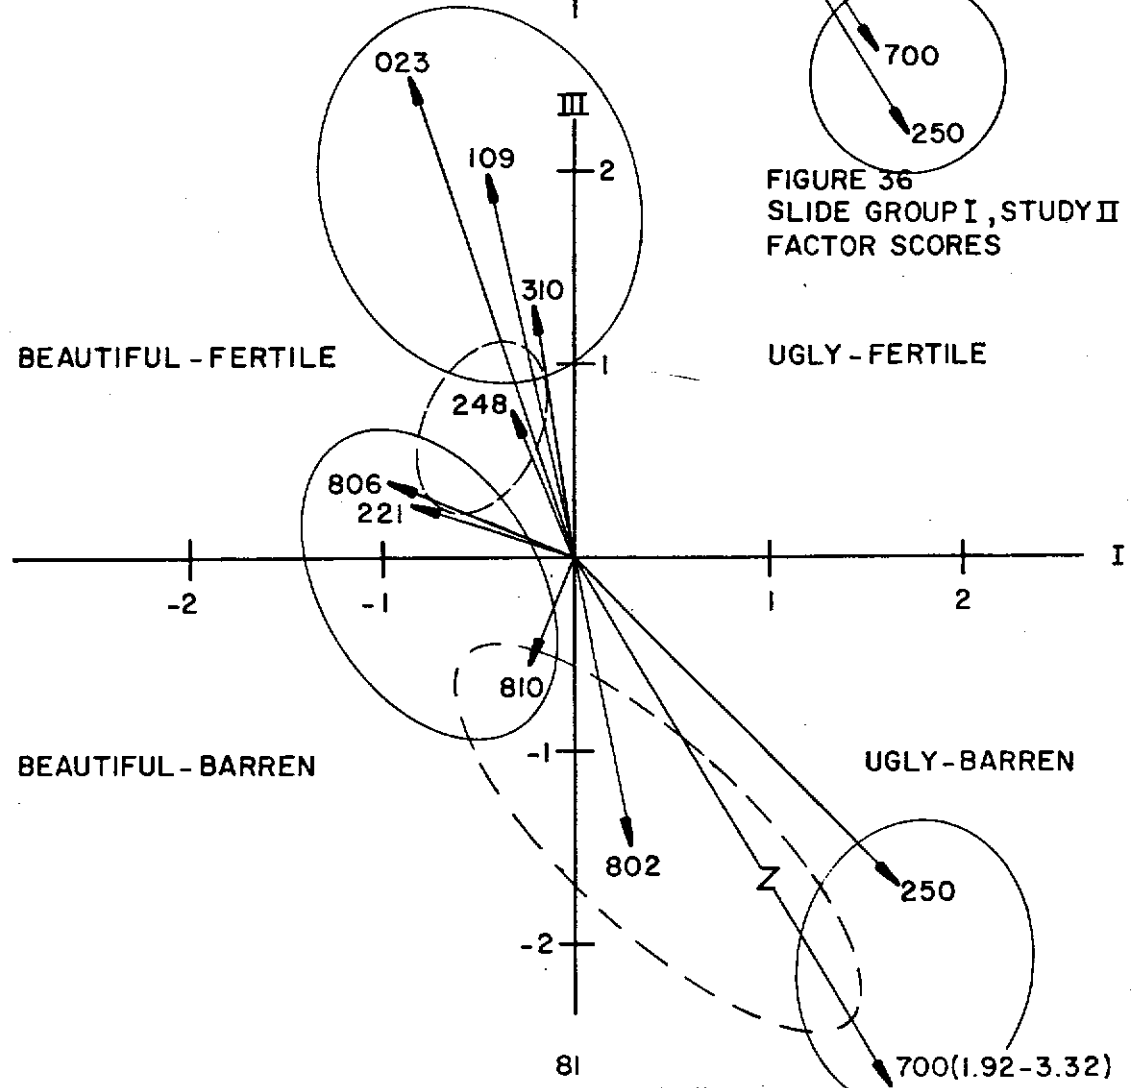 700
023
III
250
109
2
FIGURE 36
SLIDE GROUP I, STUDY II
FACTOR SCORES
310
BEAUTIFUL-FERTILE
1
UGLY-FERTILE
248
806
221
I
-2
-1
1
2
810
-1
BEAUTIFUL-BARREN
UGLY-BARREN
802
Z
250
-2
700(1.92-3.32)
81